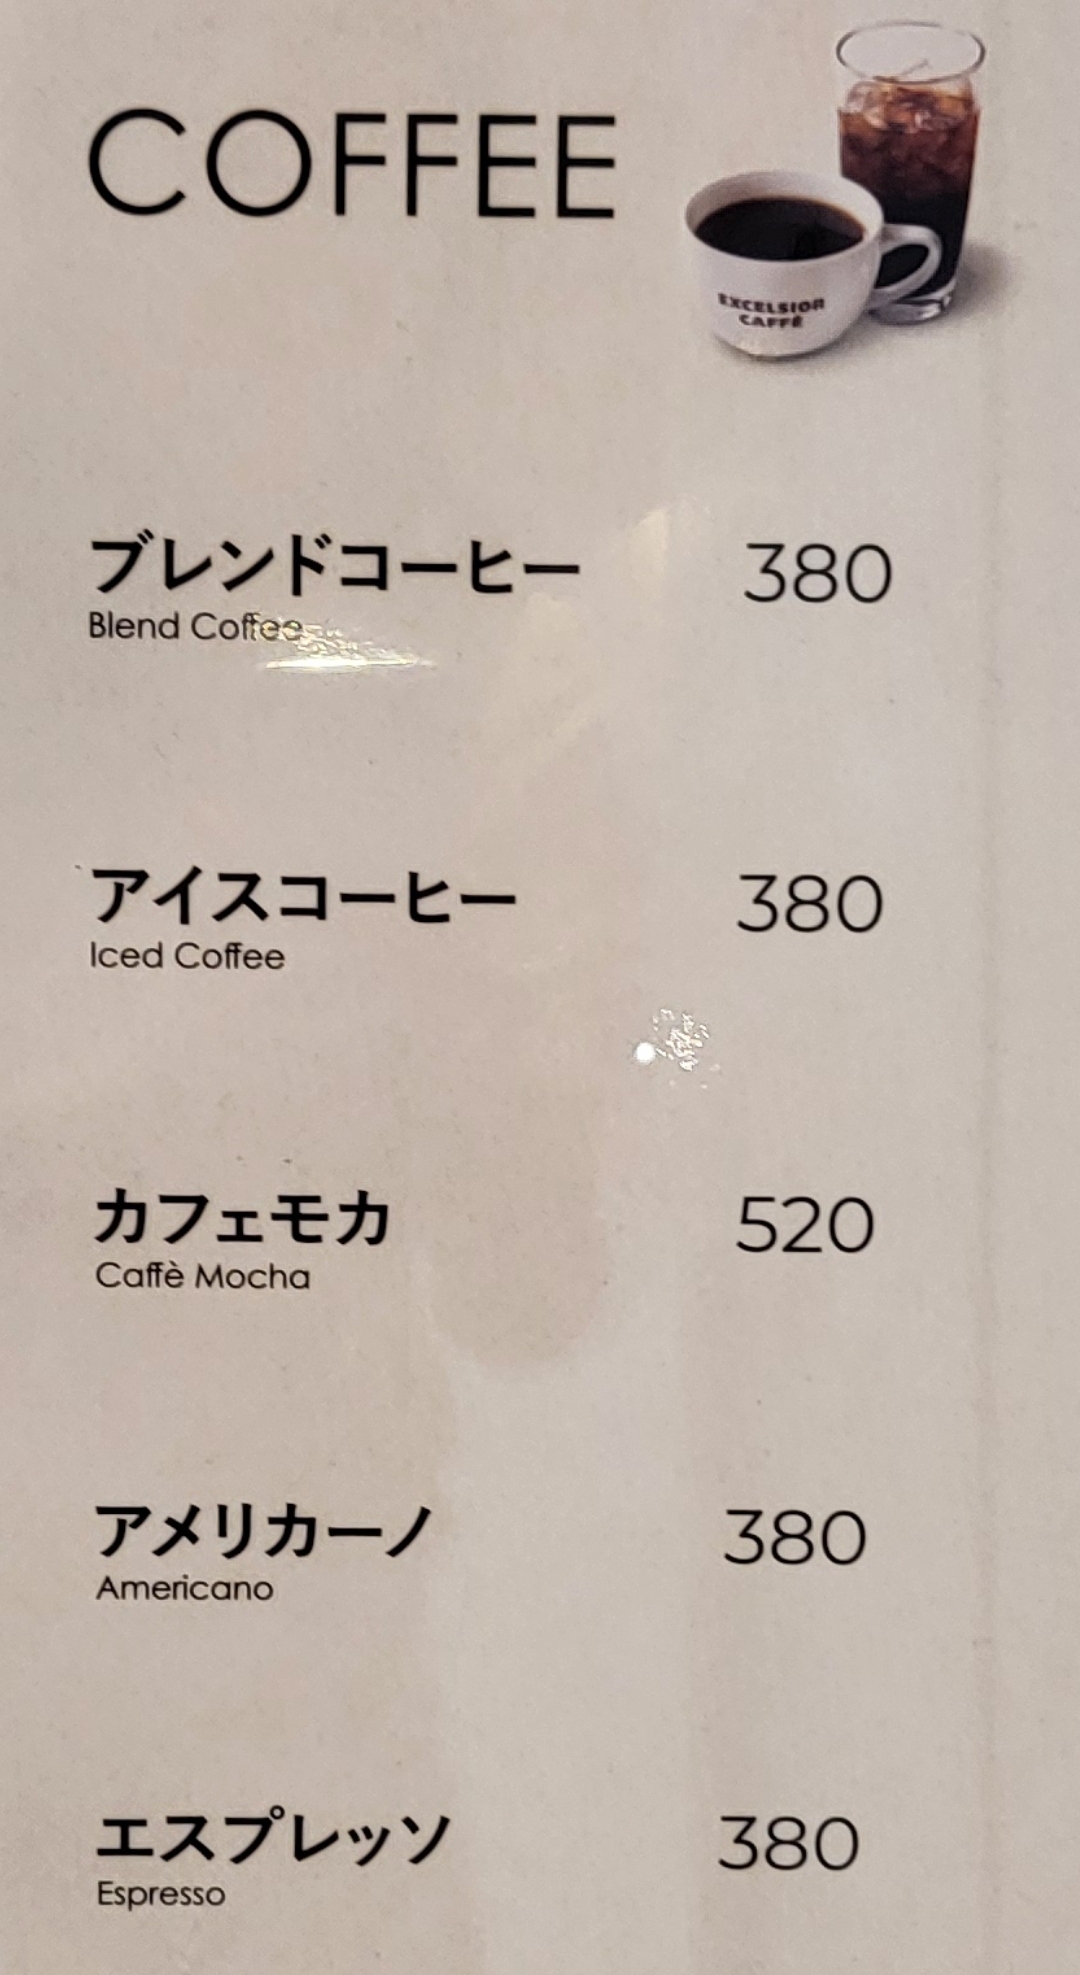 COFFEE
EXCELSIOR
CAFFÈ
ブレンドコーヒー 380
Blend Coffee
アイスコーヒー 380
Iced Coffee
カフェモカ 520
Caffè Mocha
アメリカーノ 380
Americano
エスプレッソ 380
Espresso